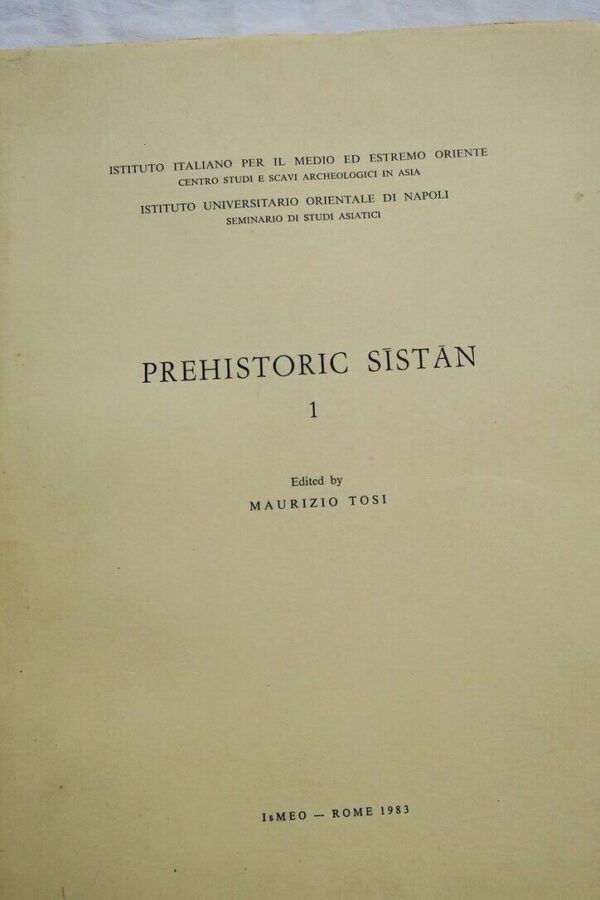 ISTITUTO ITALIANO PER IL MEDIO ED ESTREMO ORIENTE
CENTRO STUDI E SCAVI ARCHEOLOGICI IN ASIA
ISTITUTO UNIVERSITARIO ORIENTALE DI NAPOLI
SEMINARIO DI STUDI ASIATICI
PREHISTORIC SĪSTĀN
1
Edited by
MAURIZIO TOSI
IsMEO — ROME 1983